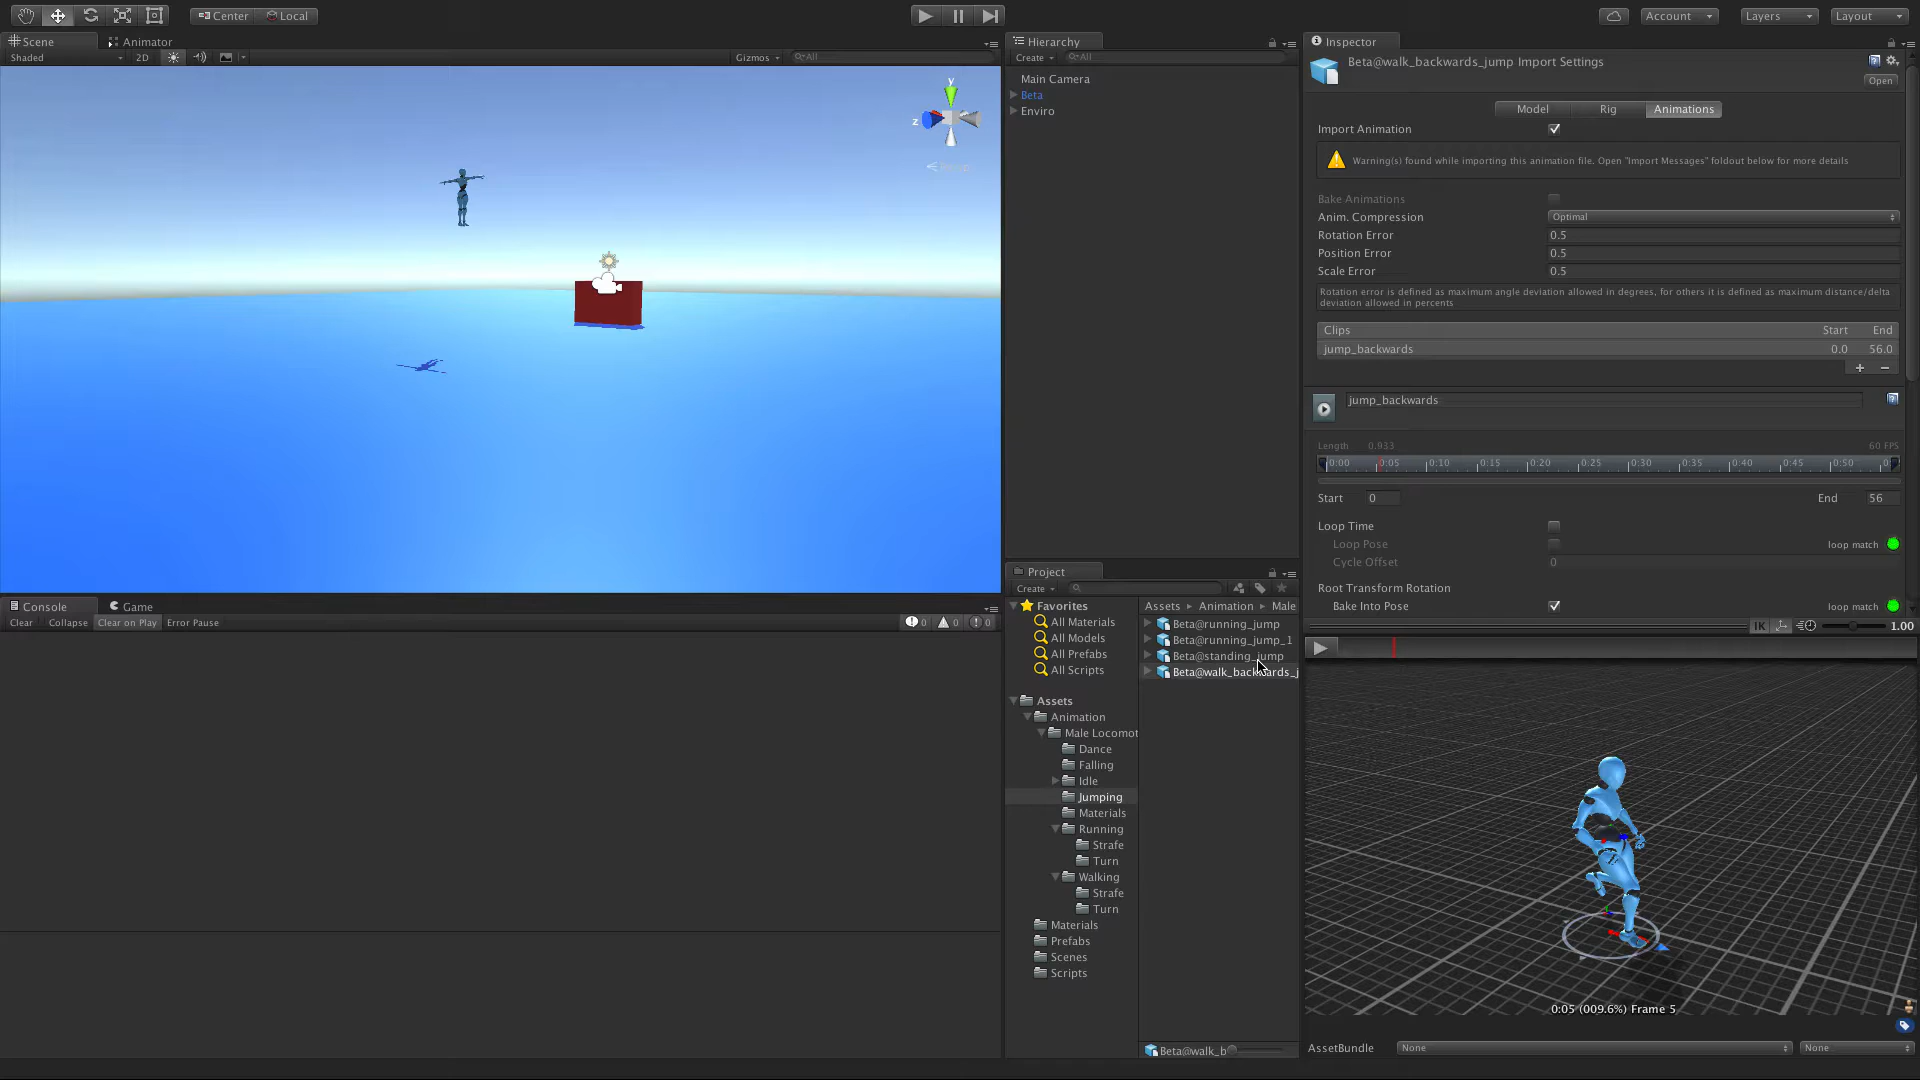 Center Local Account Layers Layout
Scene Animator
Shaded 2D Gizmos All
y
z
Hierarchy
Create All
Main Camera
Beta
Enviro
Inspector
Beta@walk_backwards_jump Import Settings
Open
Model Rig Animations
Import Animation
Warning(s) found while importing this animation file. Open "Import Messages" foldout below for more details
Bake Animations
Anim. Compression Optimal
Rotation Error 0.5
Position Error 0.5
Scale Error 0.5
Rotation error is defined as maximum angle deviation allowed in degrees, for others it is defined as maximum distance/delta
deviation allowed in percents
Clips Start End
jump_backwards 0.0 56.0
+ -
jump_backwards
Length 0.933 60 FPS
0:00 0:05 0:10 0:15 0:20 0:25 0:30 0:35 0:40 0:45 0:50
Start 0 End 56
Loop Time
Loop Pose loop match
Cycle Offset 0
Root Transform Rotation
Bake Into Pose loop match
IK 1.00
0:05 (009.6%) Frame 5
AssetBundle None None
Project
Create
Favorites
All Materials
All Models
All Prefabs
All Scripts
Assets
Animation
Male Locomot
Dance
Falling
Idle
Jumping
Materials
Running
Strafe
Turn
Walking
Strafe
Turn
Materials
Prefabs
Scenes
Scripts
Assets Animation Male
Beta@running_jump
Beta@running_jump_1
Beta@standing_jump
Beta@walk_backwards_j
Beta@walk_b
Console Game
Clear Collapse Clear on Play Error Pause 0 0 0